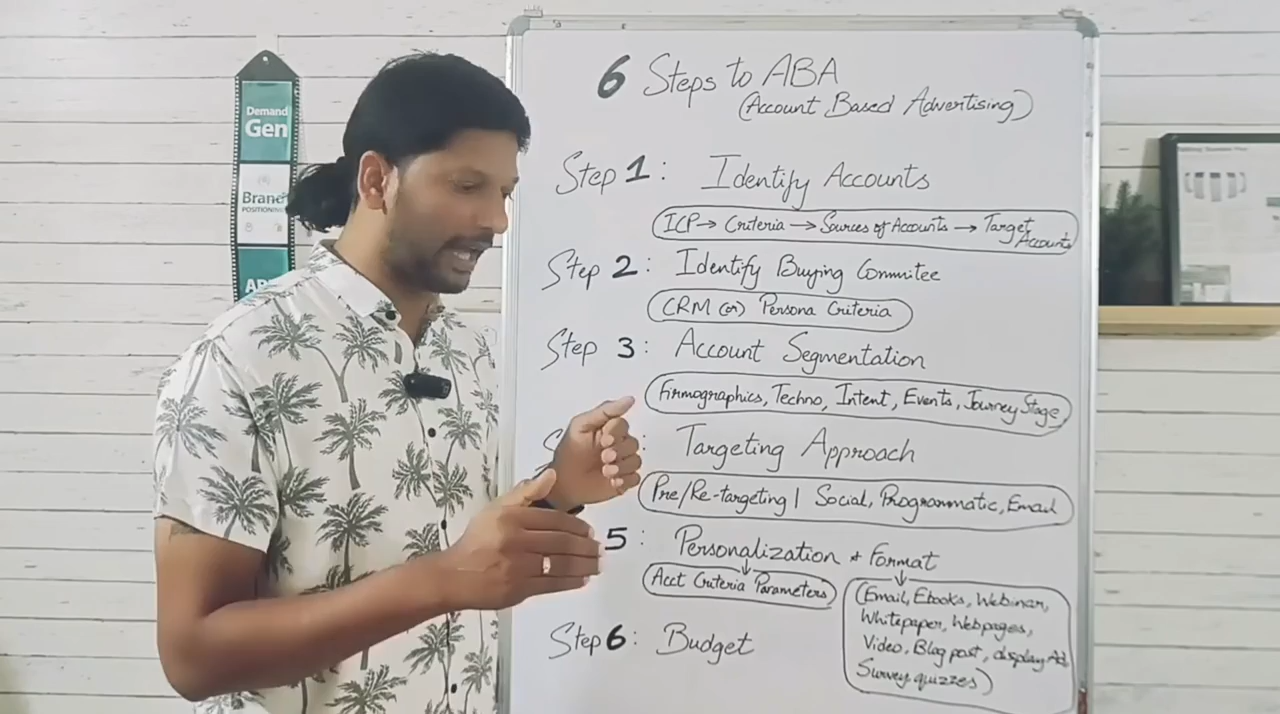 Demand
Gen
Brand
POSITIONING
6 Steps to ABA
(Account Based Advertising)
Step 1: Identify Accounts
ICP → Criteria → Sources of Accounts → Target Accounts
Step 2: Identify Buying Commitee
CRM (or) Persona Criteria
Step 3: Account Segmentation
Firmographics, Techno, Intent, Events, Journey Stage
: Targeting Approach
Pre/Re-targeting | Social, Programmatic, Email
5: Personalization + Format
Acct Criteria Parameters
(Email, Ebooks, Webinar,
Whitepaper, Webpages,
Video, Blog post, display Ad
Survey quizzes)
Step 6: Budget